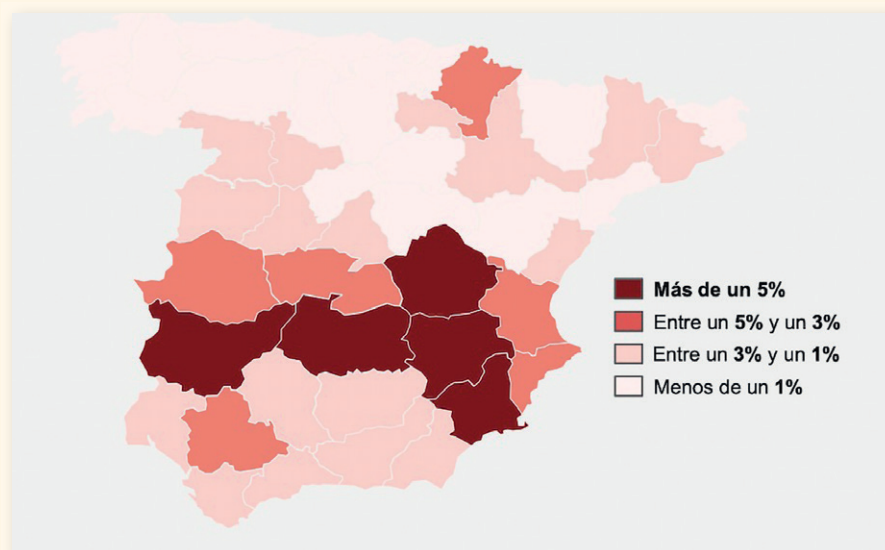 Más de un 5%
Entre un 5% y un 3%
Entre un 3% y un 1%
Menos de un 1%